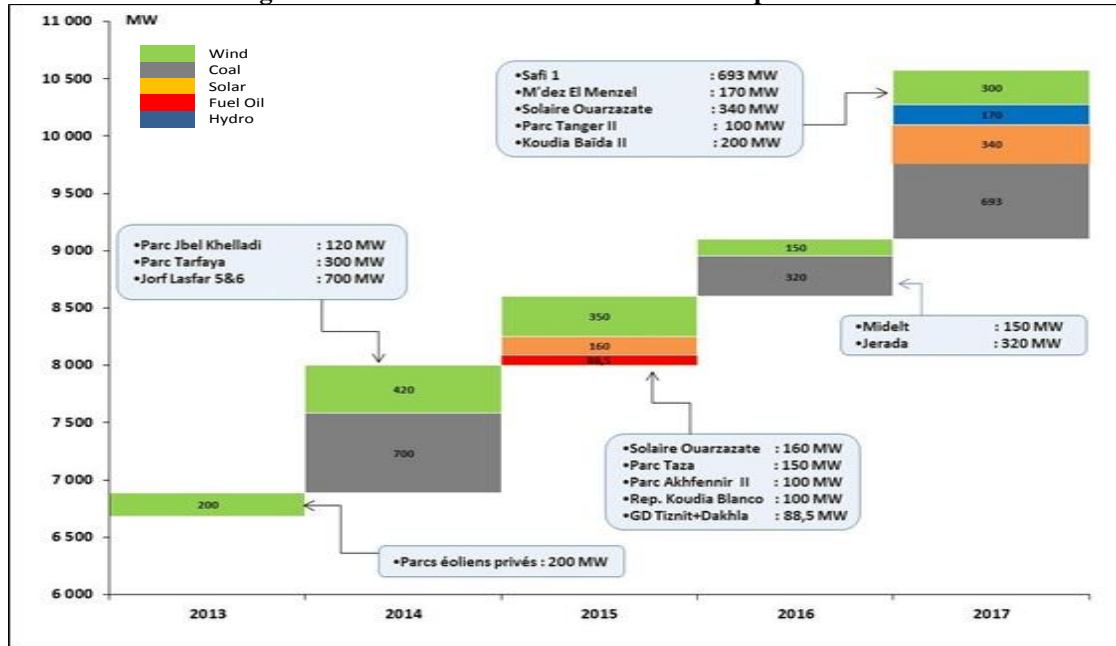 11 000 MW
10 500
10 000
9 500
9 000
8 500
8 000
7 500
7 000
6 500
6 000
Wind
Coal
Solar
Fuel Oil
Hydro
•Safi 1 : 693 MW
•M'dez El Menzel : 170 MW
•Solaire Ouarzazate : 340 MW
•Parc Tanger II : 100 MW
•Koudia Baïda II : 200 MW
300
170
340
693
•Parc Jbel Khelladi : 120 MW
•Parc Tarfaya : 300 MW
•Jorf Lasfar 5&6 : 700 MW
150
320
350
160
88,5
•Midelt : 150 MW
•Jerada : 320 MW
420
700
•Solaire Ouarzazate : 160 MW
•Parc Taza : 150 MW
•Parc Akhfennir II : 100 MW
•Rep. Koudia Blanco : 100 MW
•GD Tiznit+Dakhla : 88,5 MW
200
•Parcs éoliens privés : 200 MW
2013 2014 2015 2016 2017